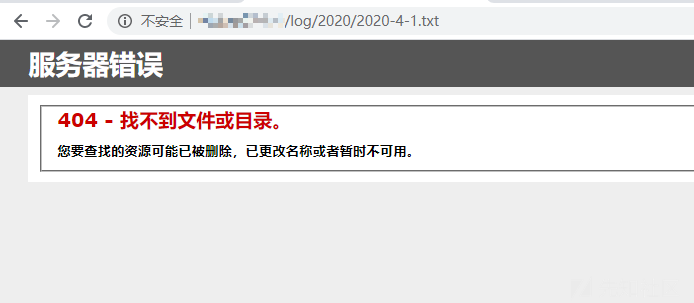 不安全 | /log/2020/2020-4-1.txt
服务器错误
404 - 找不到文件或目录。
您要查找的资源可能已被删除，已更改名称或者暂时不可用。